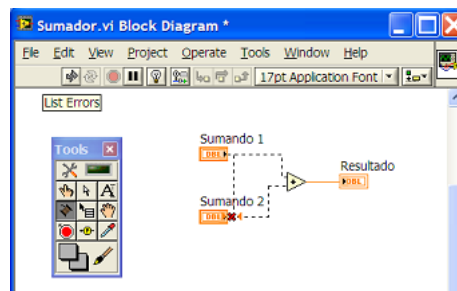 Sumador.vi Block Diagram *
File Edit View Project Operate Tools Window Help
17pt Application Font
List Errors
Tools
A
Sumando 1
DBL
Resultado
DBL
Sumando 2
DBL